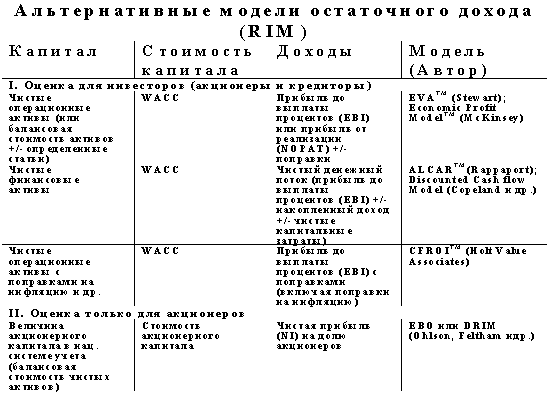 Альтернативные модели остаточного дохода
(RIM)
Капитал Стоимость капитала Доходы Модель (Автор)
I. Оценка для инвесторов (акционеры и кредиторы)
Чистые
операционные
активы (или
балансовая
стоимость активов
+/- определенные
статьи)
WACC
Прибыль до
выплаты
процентов (EBI)
или прибыль от
реализации
(NOPAT) +/-
поправки
EVA™ (Stewart);
Economic Profit
Model™ (McKinsey)
Чистые
финансовые
активы
WACC
Чистый денежный
поток (прибыль до
выплаты
процентов (EBI) +/-
накопленный доход
+/- чистые
капитальные
затраты)
ALCAR™ (Rappaport);
Discounted Cash flow
Model (Copeland и др.)
Чистые
операционные
активы с
поправками на
инфляцию и др.
WACC
Прибыль до
выплаты
процентов (EBI) с
поправками
(включая поправки
на инфляцию)
CFROI™ (Holt Value
Associates)
II. Оценка только для акционеров
Величина
акционерного
капитала в нац.
системе учета
(балансовая
стоимость чистых
активов)
Стоимость
акционерного
капитала
Чистая прибыль
(NI) на долю
акционеров
EBO или DRIM
(Ohlson, Feltham и др.)